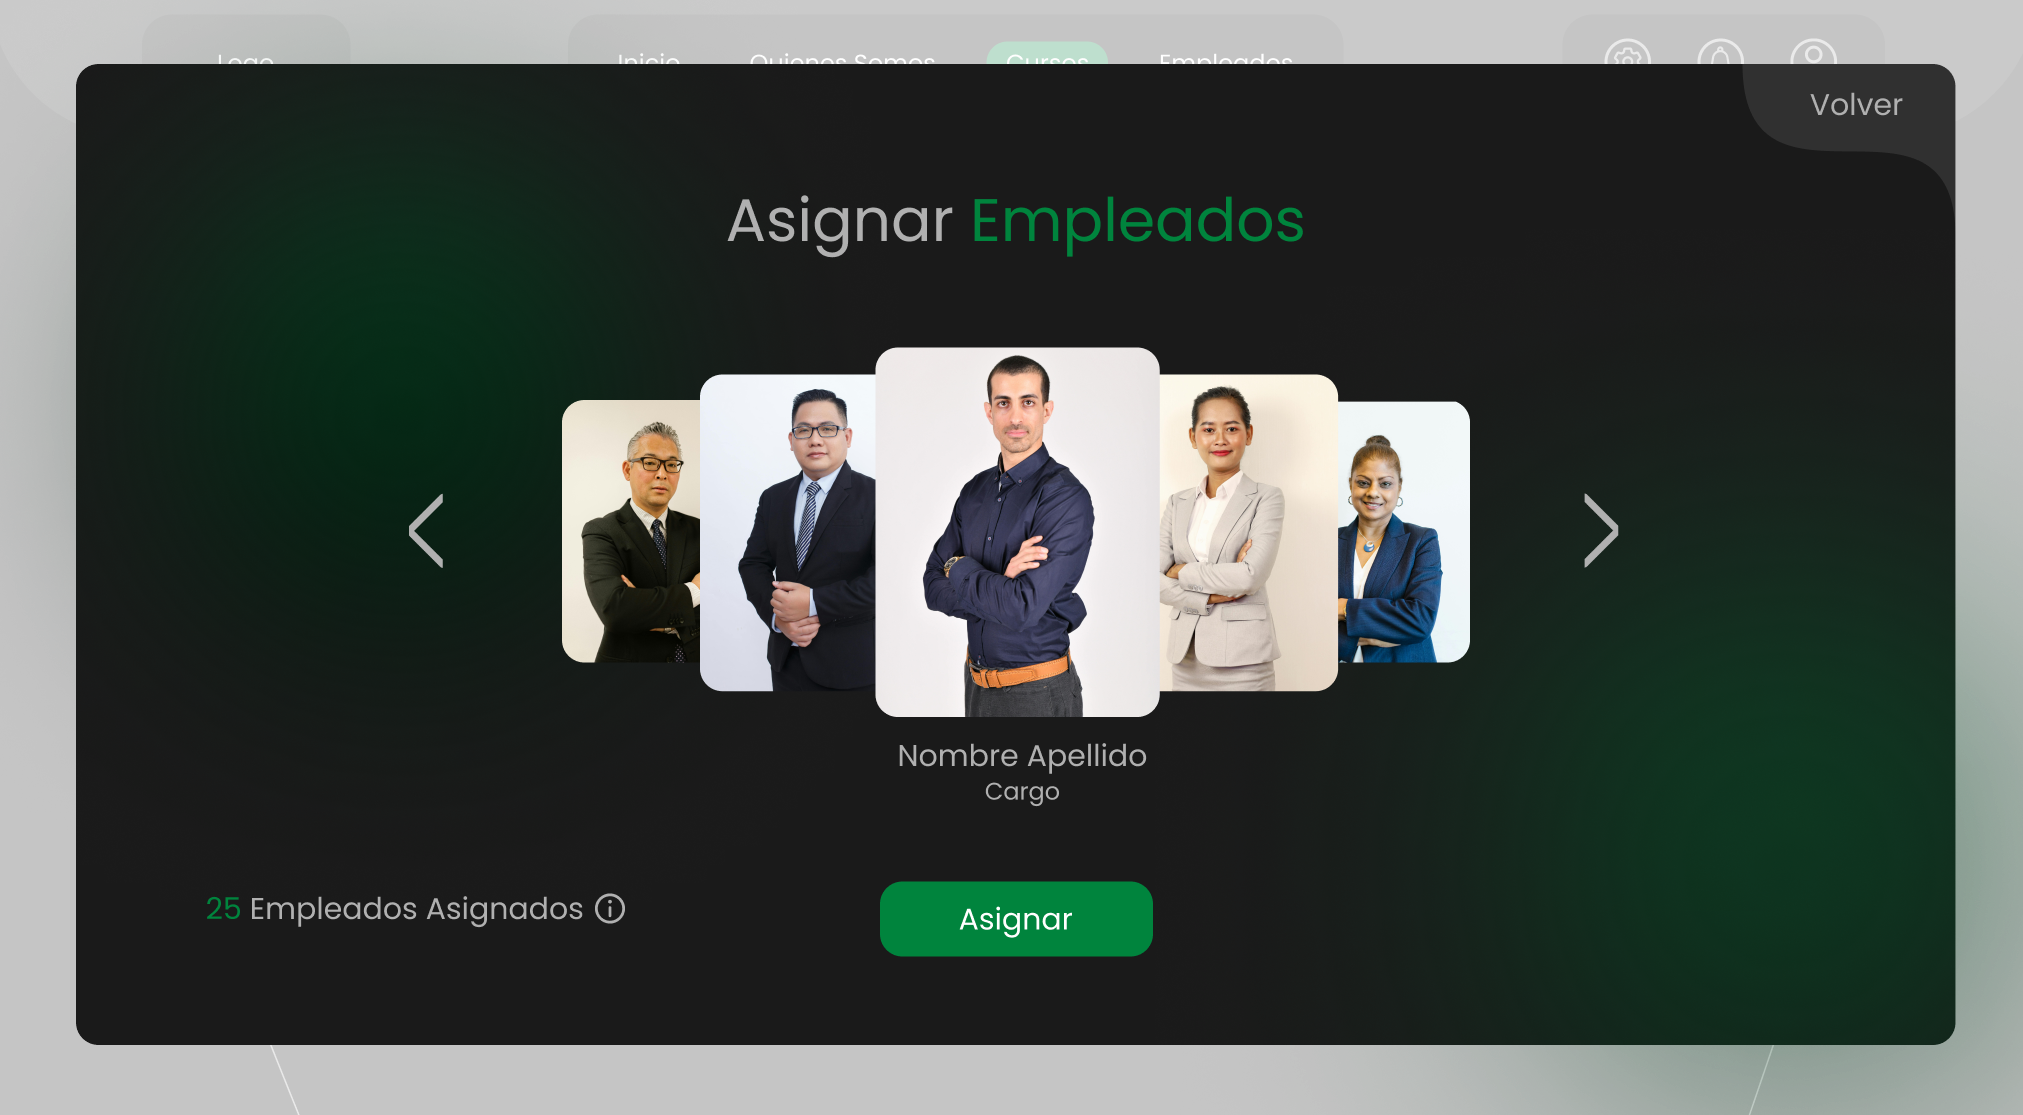 Logo
Inicio
Quienes Somos
Cursos
Empleados
Volver
Asignar Empleados
Nombre Apellido
Cargo
25 Empleados Asignados
Asignar